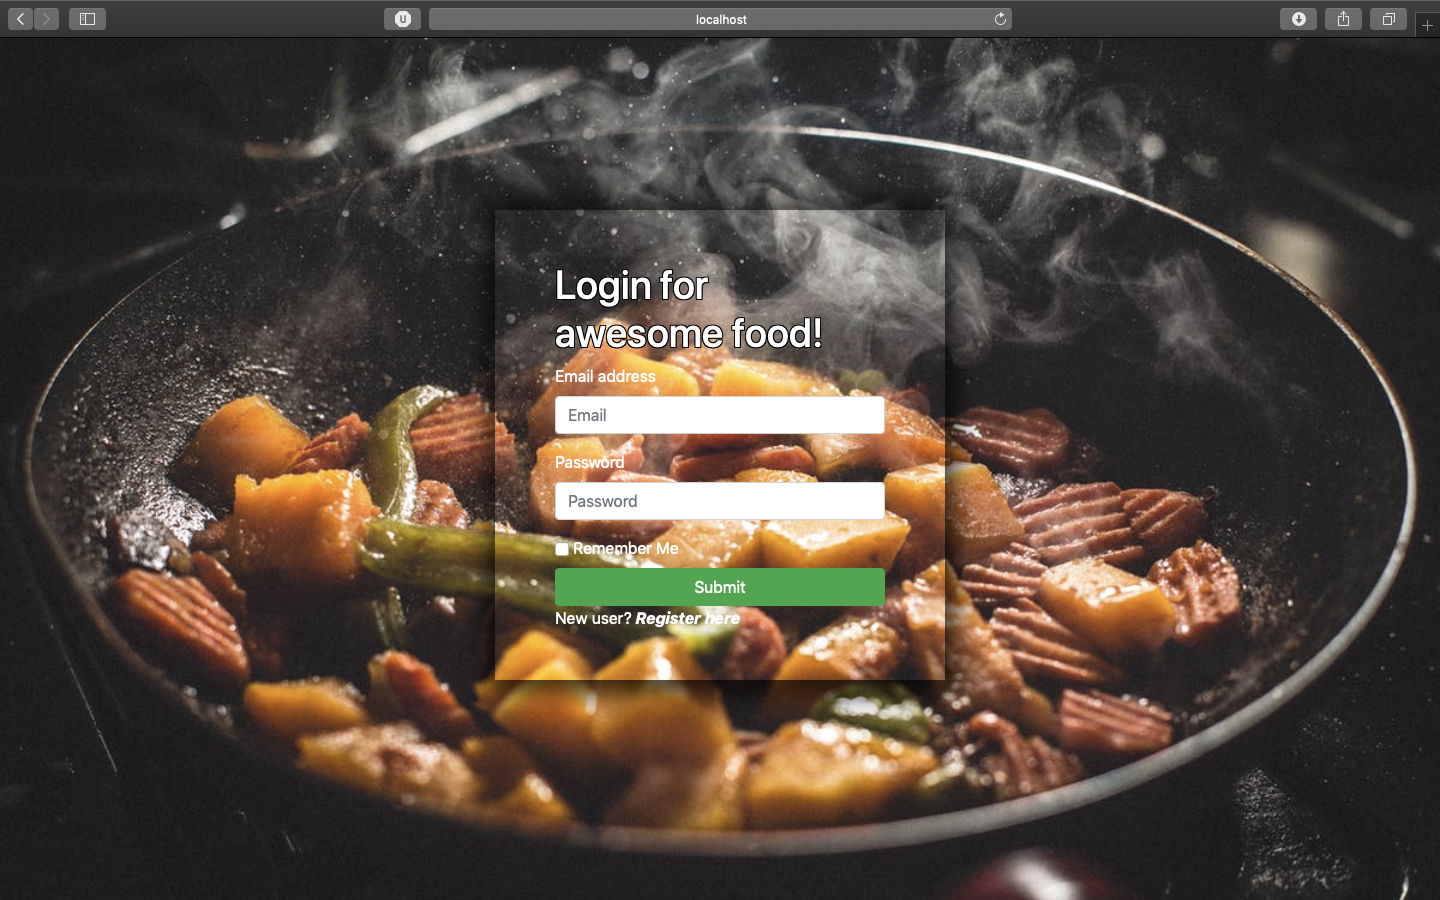 localhost
Login for
awesome food!
Email address
Email
Password
Password
Remember Me
Submit
New user? Register here